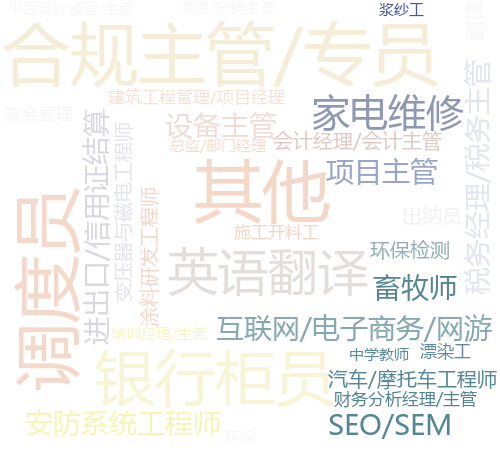 平面设计经理/主管
渠道/分销主管
浆纱工
翻译
合规主管/专员
税务经理/税务主管
建筑工程管理/项目经理
家电维修
宴会管理
设备主管
进出口/信用证结算
变压器与磁电工程师
会计经理/会计主管
总监/部门经理
项目主管
其他
调度员
涂料研发工程师
出纳员
施工开料工
环保检测
英语翻译
畜牧师
互联网/电子商务/网游
培训经理/主管
中学教师
漂染工
银行柜员
汽车/摩托车工程师
财务分析经理/主管
安防系统工程师
SEO/SEM
环保